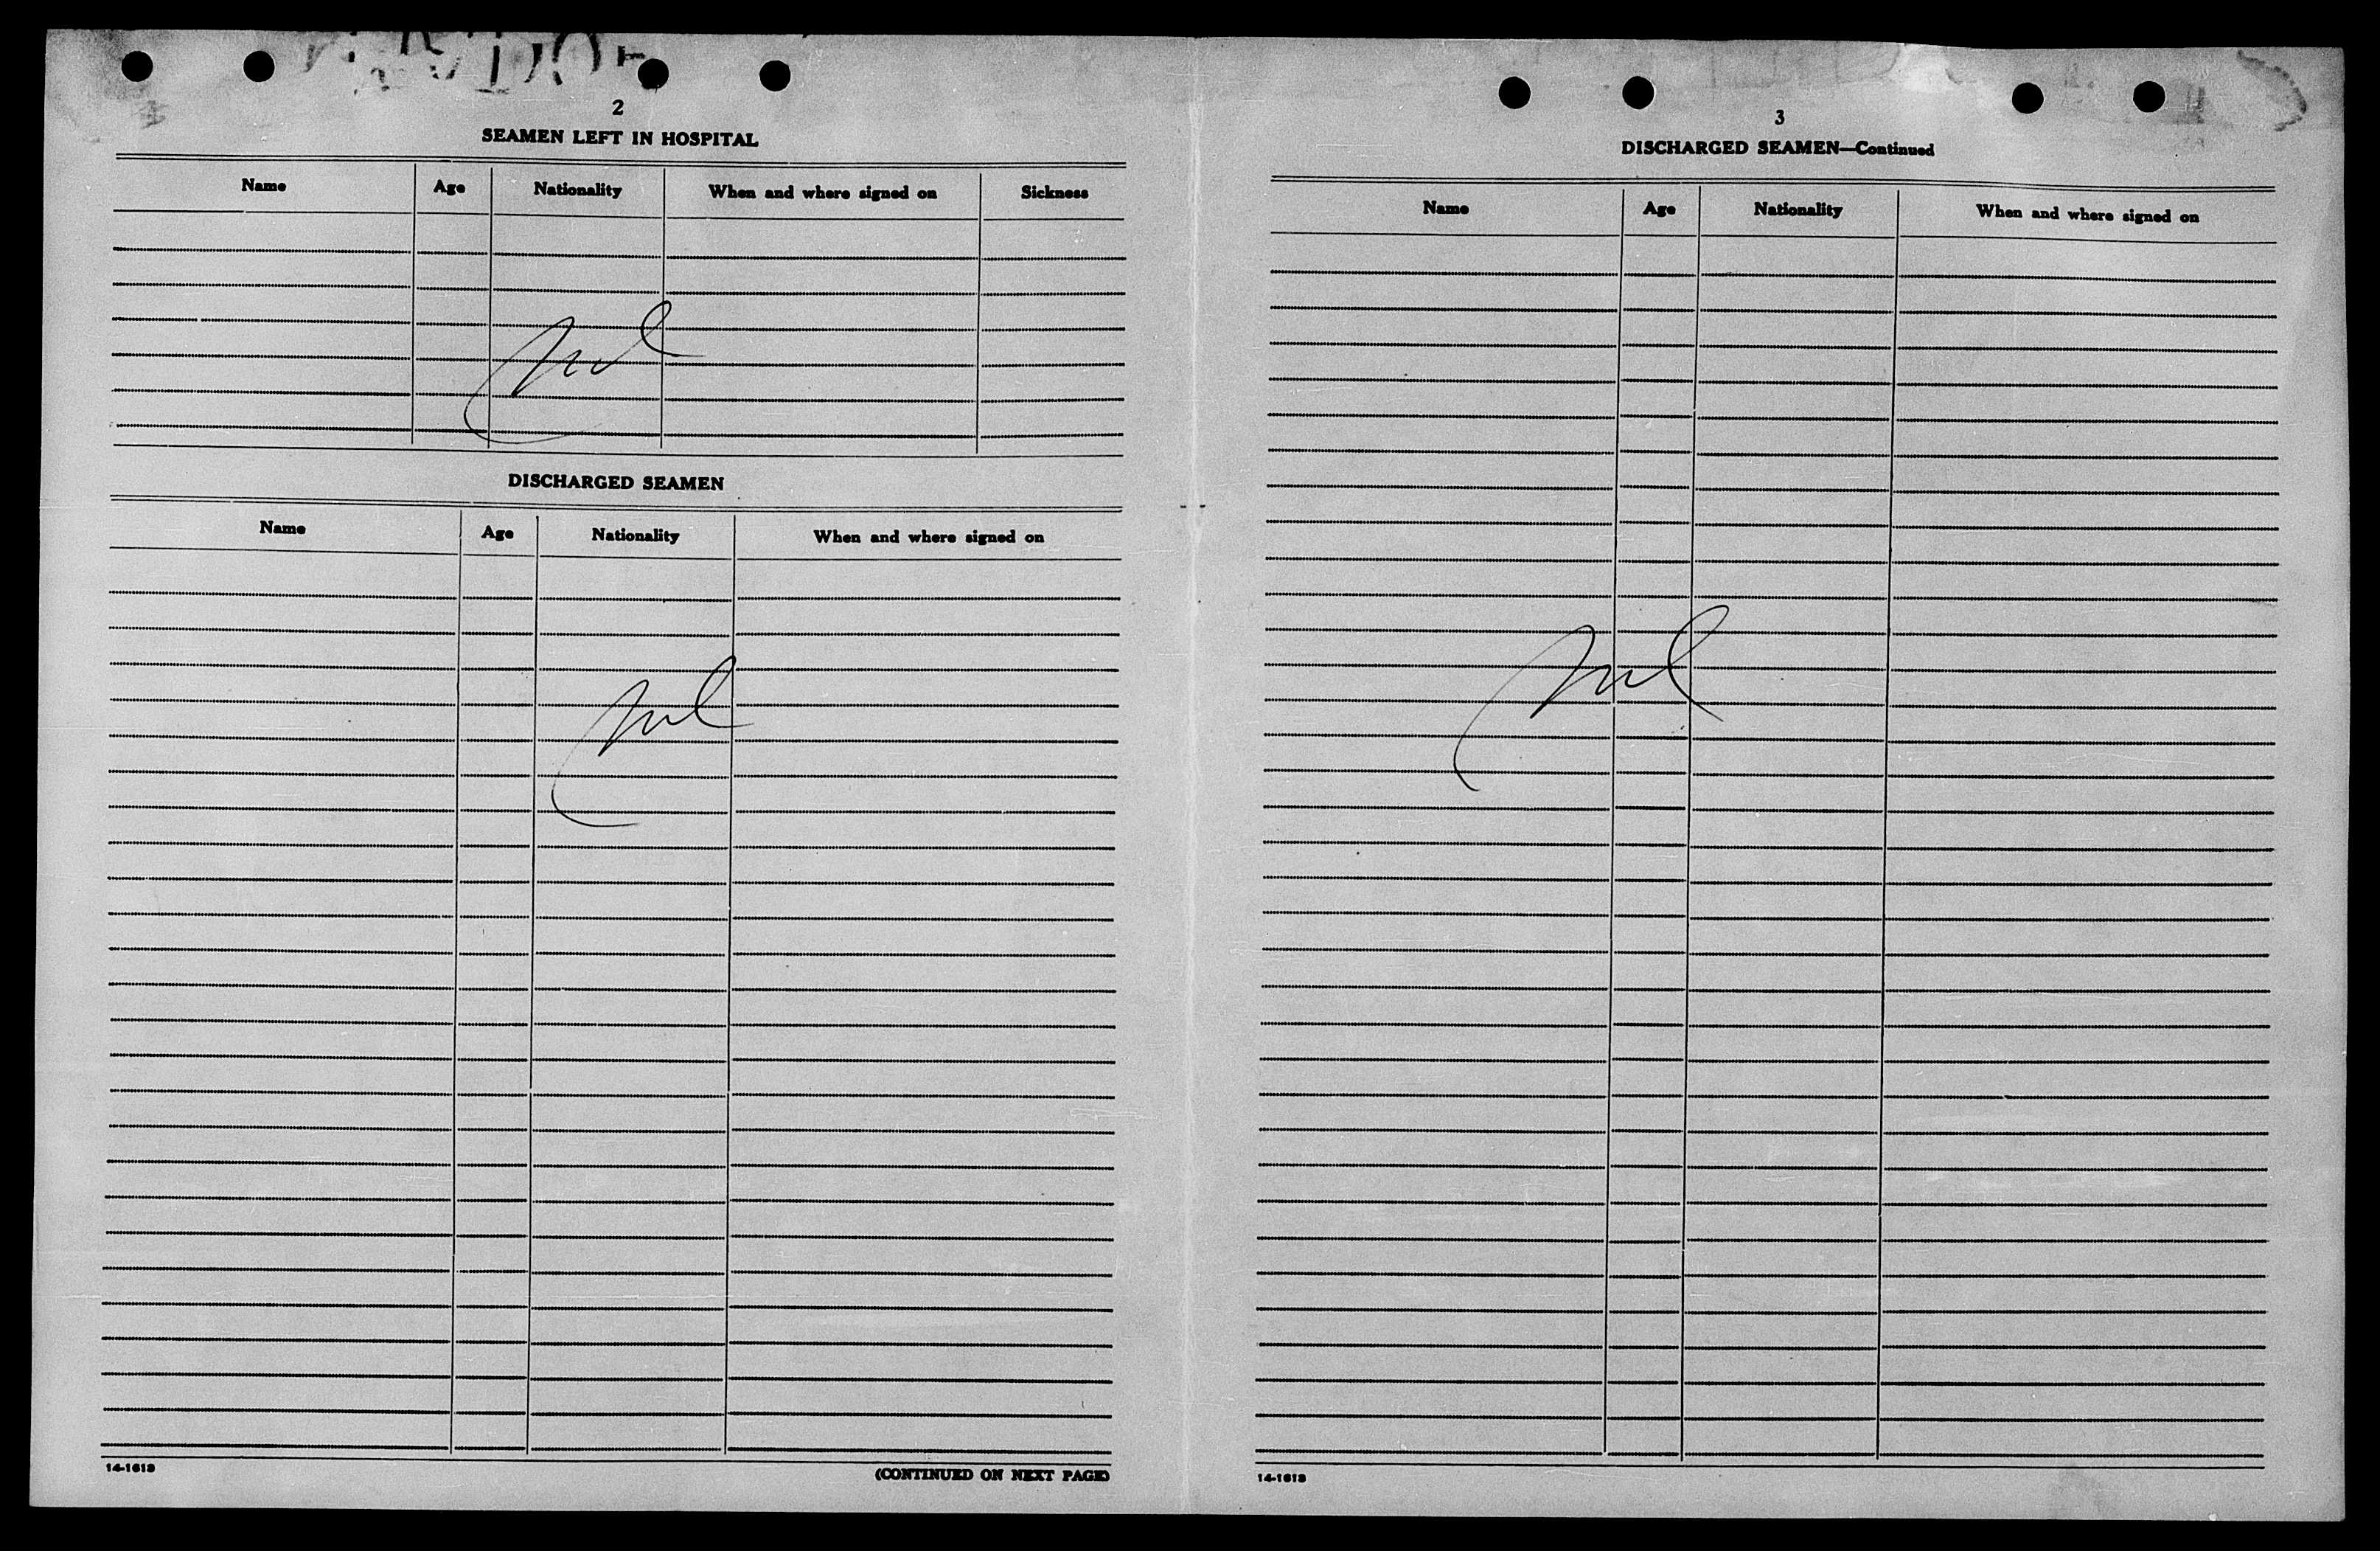 2
SEAMEN LEFT IN HOSPITAL
Name Age Nationality When and where signed on Sickness
Nil
DISCHARGED SEAMEN
Name Age Nationality When and where signed on
Nil
14-1613 (CONTINUED ON NEXT PAGE)
3
DISCHARGED SEAMEN—Continued
Name Age Nationality When and where signed on
Nil
14-1613